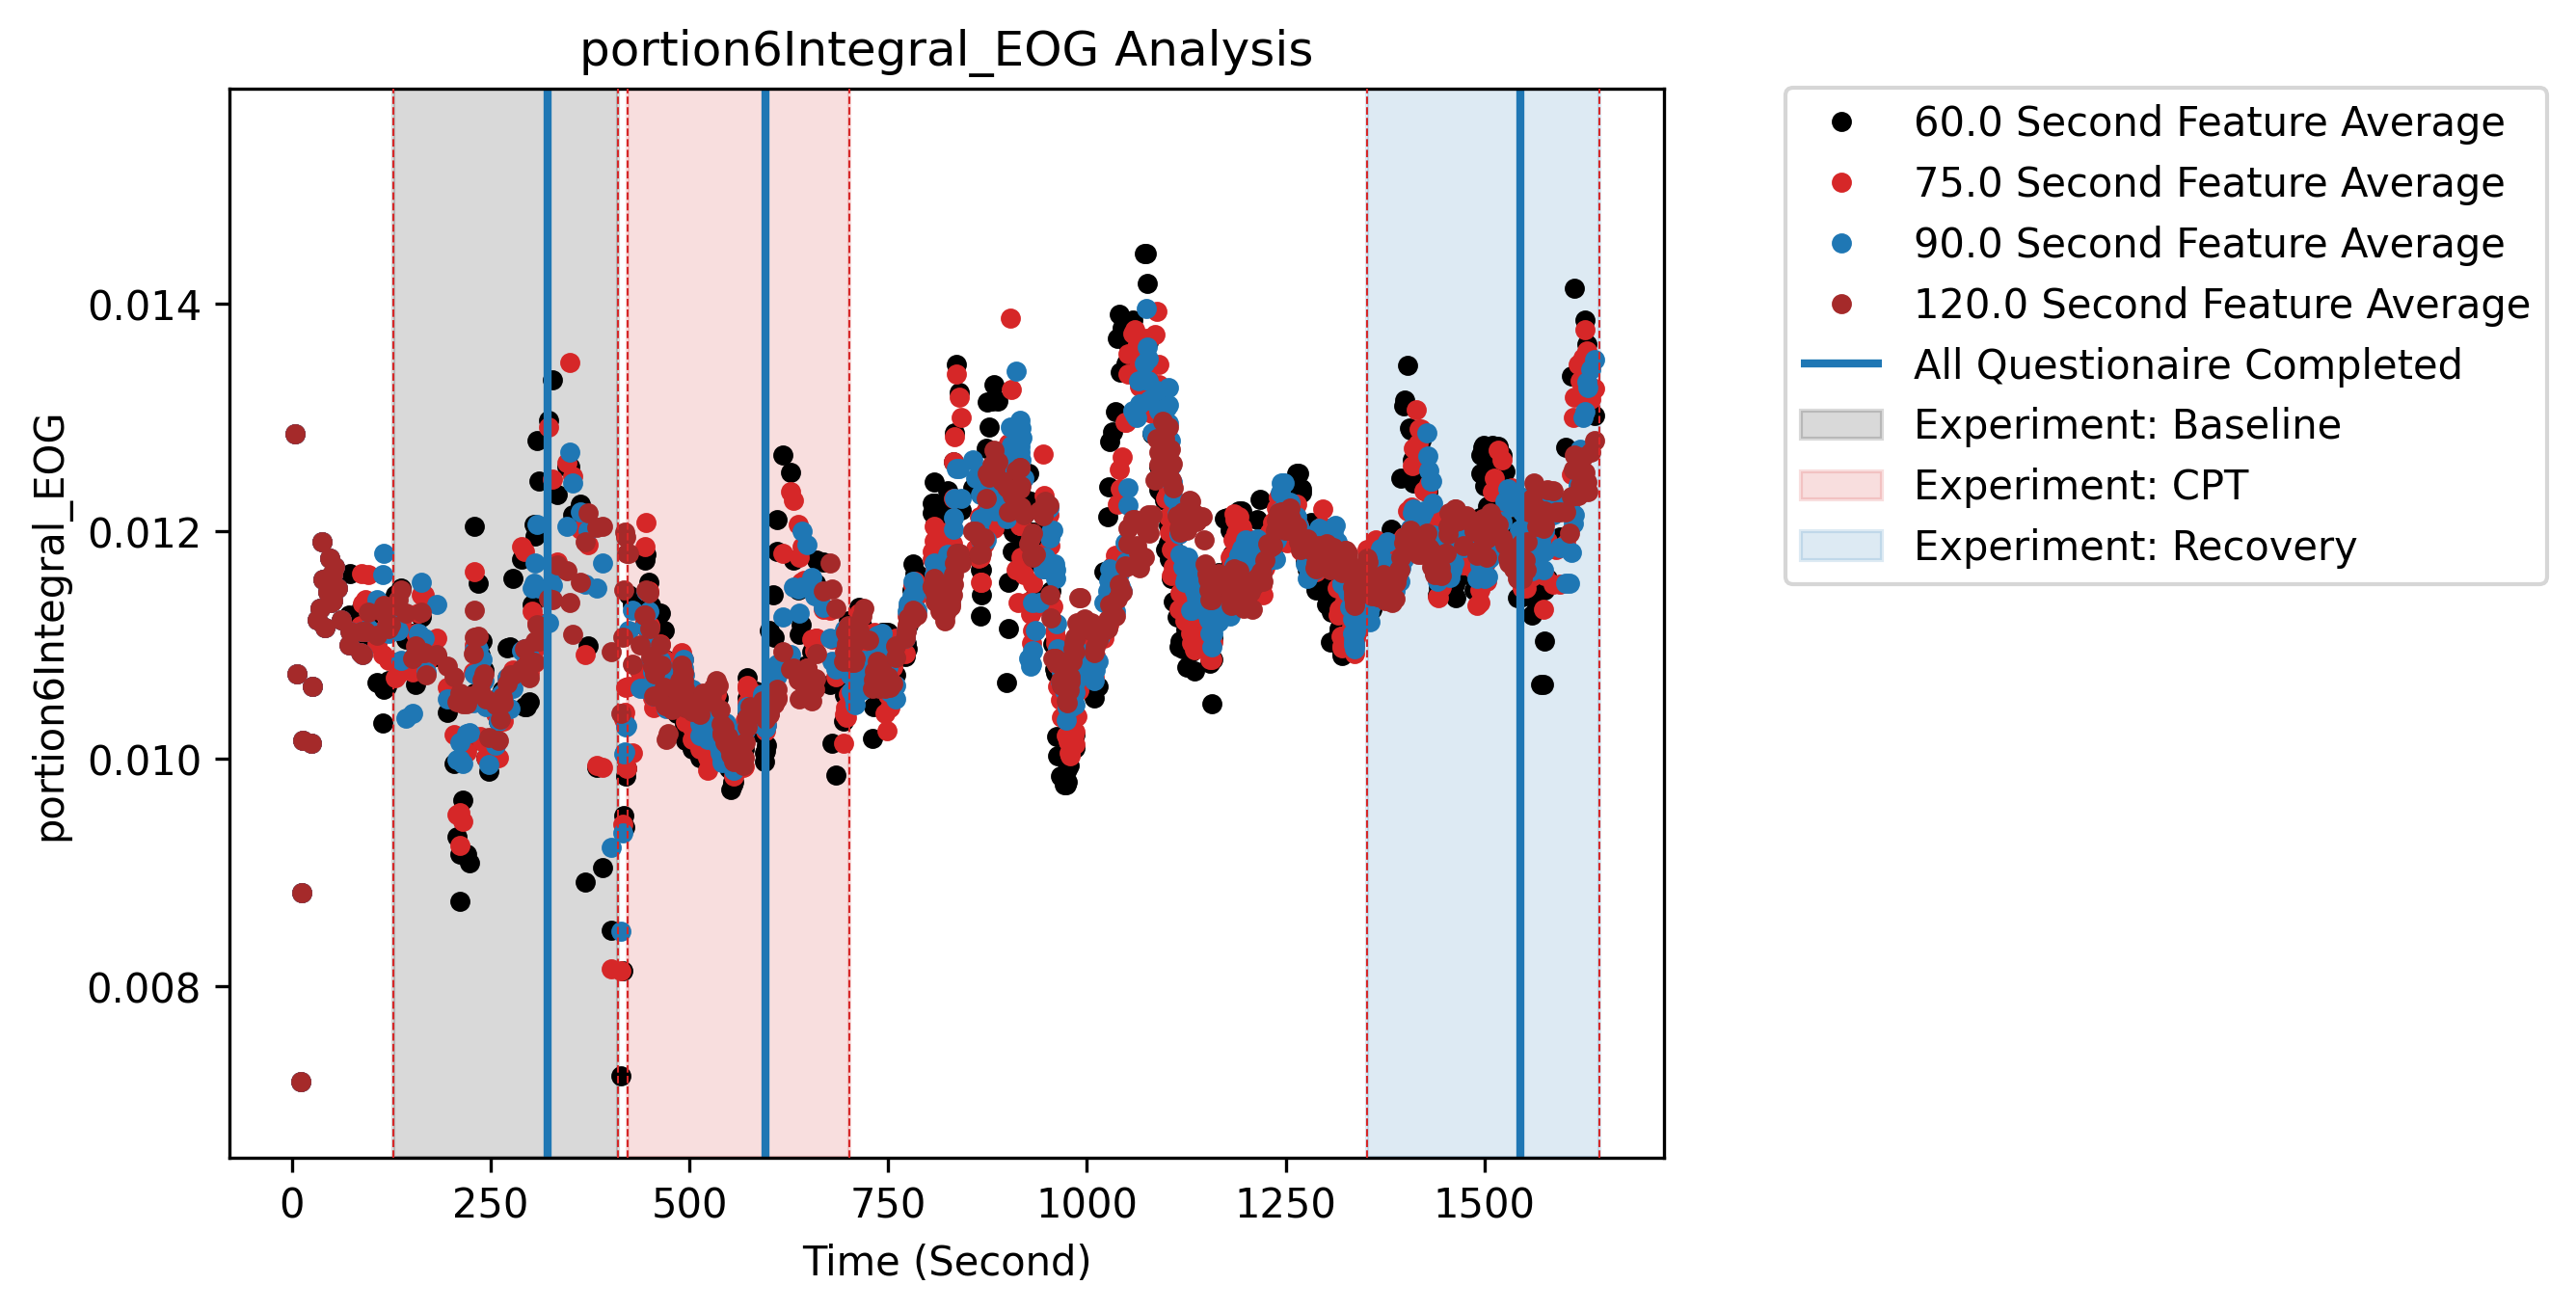 portion6Integral_EOG Analysis
portion6Integral_EOG
0.014
0.012
0.010
0.008
0 250 500 750 1000 1250 1500
Time (Second)
60.0 Second Feature Average
75.0 Second Feature Average
90.0 Second Feature Average
120.0 Second Feature Average
All Questionaire Completed
Experiment: Baseline
Experiment: CPT
Experiment: Recovery